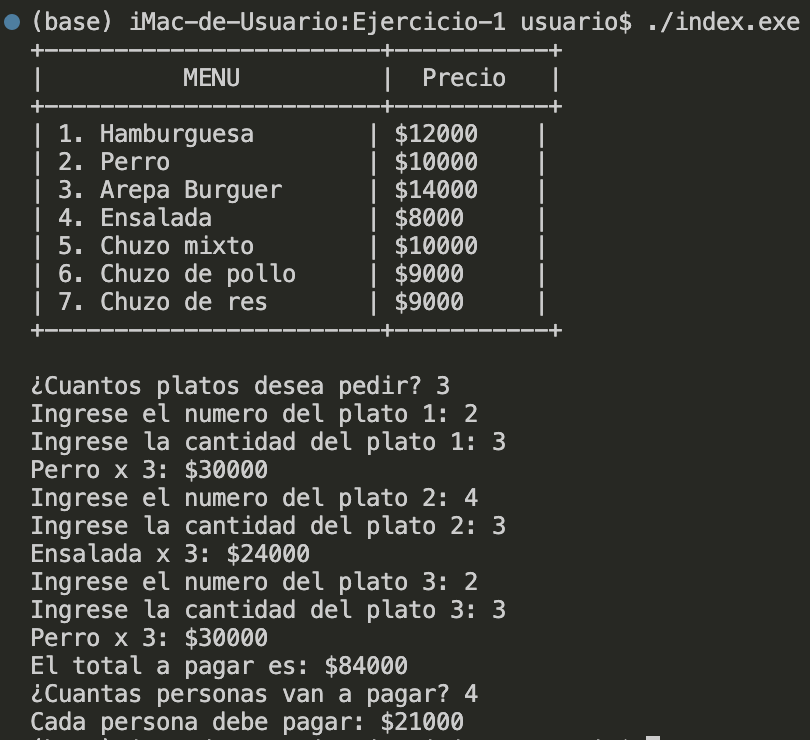 (base) iMac-de-Usuario:Ejercicio-1 usuario$ ./index.exe
+------------------------+-----------+
|          MENU          |  Precio   |
+------------------------+-----------+
| 1. Hamburguesa        | $12000    |
| 2. Perro              | $10000    |
| 3. Arepa Burguer      | $14000    |
| 4. Ensalada           | $8000     |
| 5. Chuzo mixto        | $10000    |
| 6. Chuzo de pollo     | $9000     |
| 7. Chuzo de res       | $9000     |
+------------------------+-----------+
¿Cuantos platos desea pedir? 3
Ingrese el numero del plato 1: 2
Ingrese la cantidad del plato 1: 3
Perro x 3: $30000
Ingrese el numero del plato 2: 4
Ingrese la cantidad del plato 2: 3
Ensalada x 3: $24000
Ingrese el numero del plato 3: 2
Ingrese la cantidad del plato 3: 3
Perro x 3: $30000
El total a pagar es: $84000
¿Cuantas personas van a pagar? 4
Cada persona debe pagar: $21000